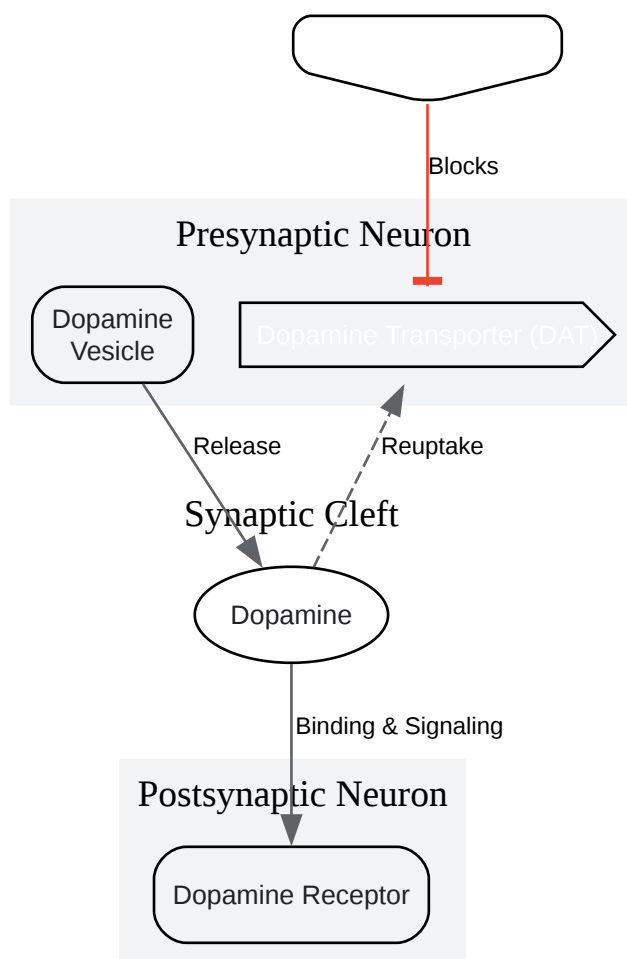 Blocks
Presynaptic Neuron
Dopamine
Vesicle
Dopamine Transporter (DAT)
Release
Reuptake
Synaptic Cleft
Dopamine
Binding & Signaling
Postsynaptic Neuron
Dopamine Receptor